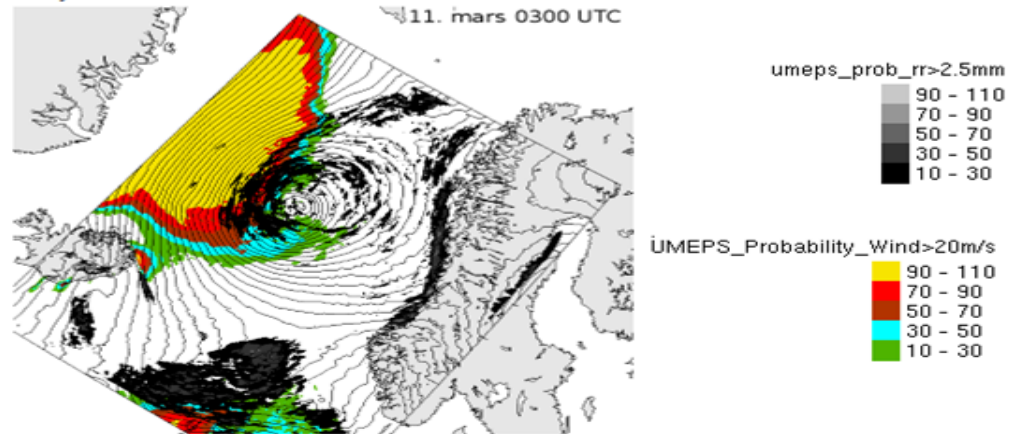 11. mars 0300 UTC
umeps_prob_rr>2.5mm
90 - 110
70 - 90
50 - 70
30 - 50
10 - 30
UMEPS_Probability_Wind>20m/s
90 - 110
70 - 90
50 - 70
30 - 50
10 - 30